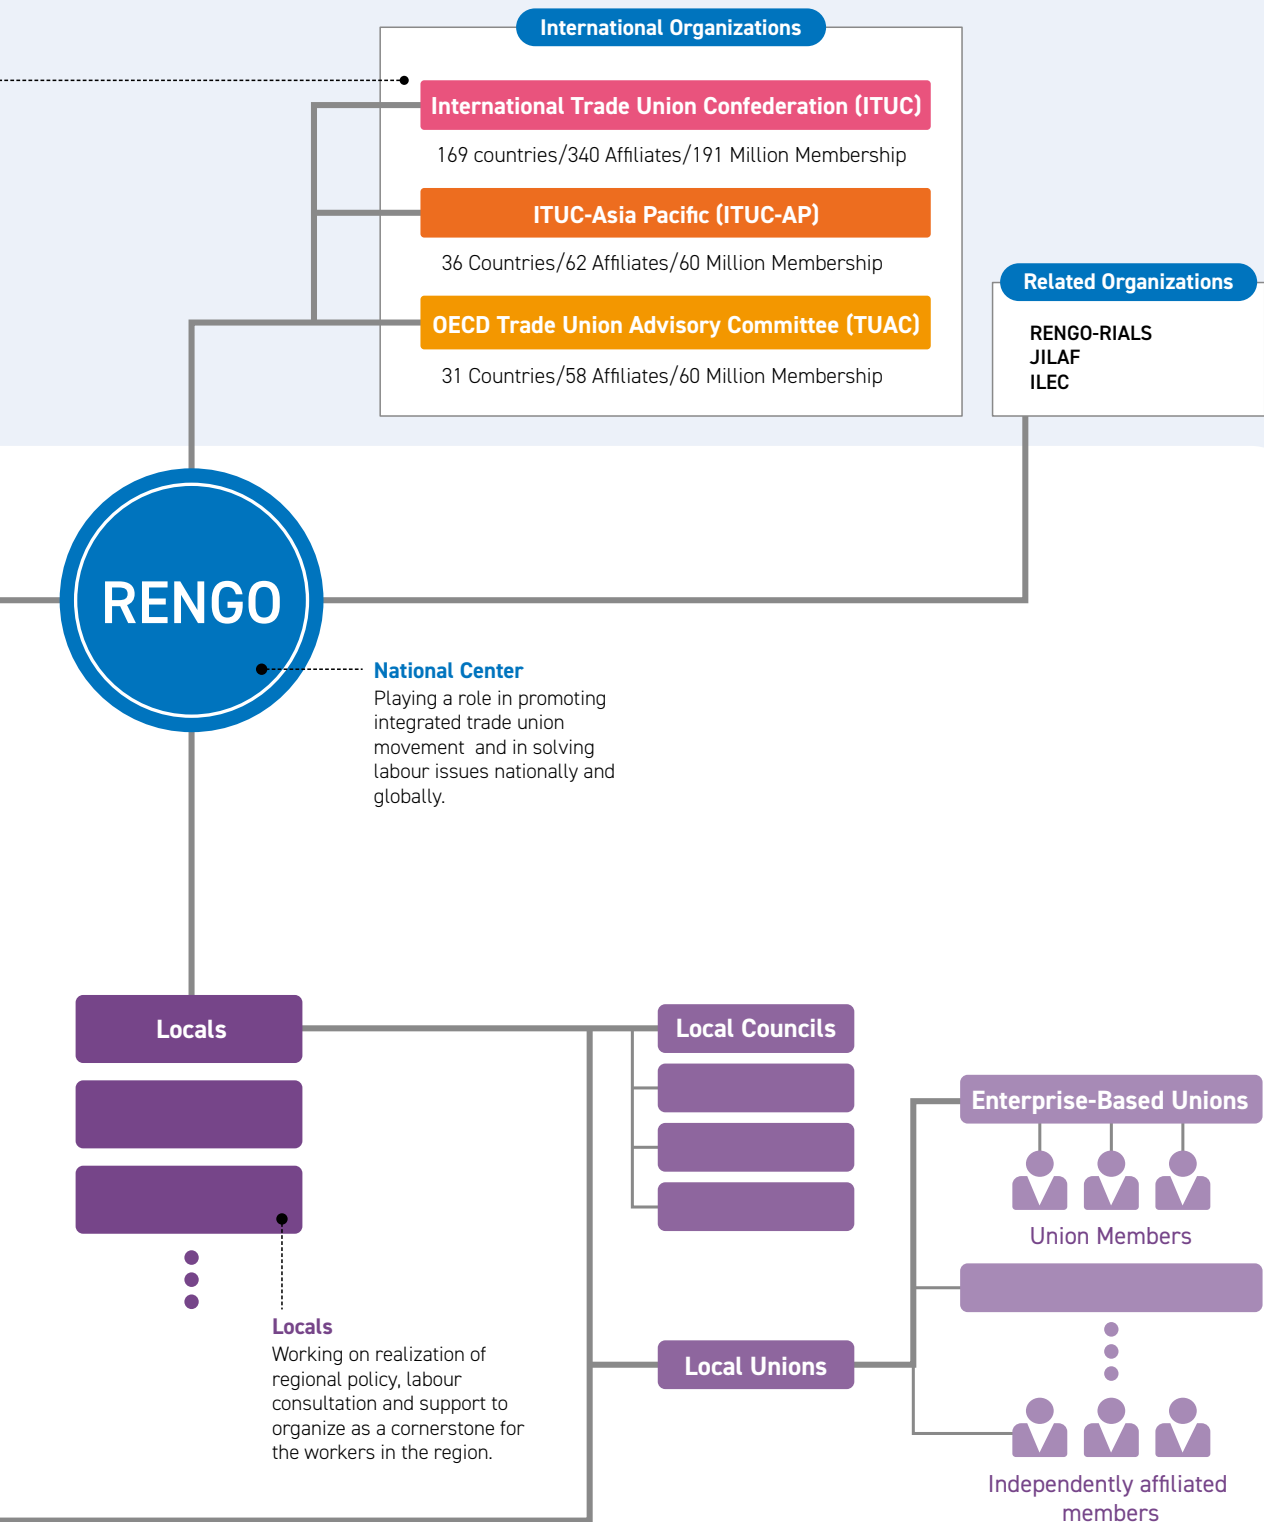 International Organizations
International Trade Union Confederation (ITUC)
169 countries/340 Affiliates/191 Million Membership
ITUC-Asia Pacific (ITUC-AP)
36 Countries/62 Affiliates/60 Million Membership
OECD Trade Union Advisory Committee (TUAC)
31 Countries/58 Affiliates/60 Million Membership
Related Organizations
RENGO-RIALS
JILAF
ILEC
RENGO
National Center
Playing a role in promoting
integrated trade union
movement  and in solving
labour issues nationally and
globally.
Locals
Locals
Working on realization of
regional policy, labour
consultation and support to
organize as a cornerstone for
the workers in the region.
Local Councils
Local Unions
Enterprise-Based Unions
Union Members
Independently affiliated
members